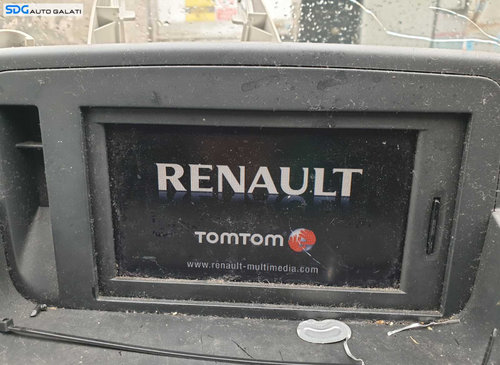 SDG AUTO GALATI
RENAULT
TOMTOM
www.renault-multimedia.com